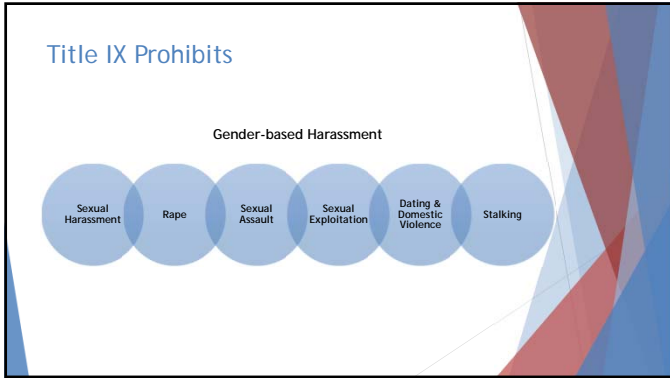 Title IX Prohibits
Gender-based Harassment
Sexual
Harassment
Rape
Sexual
Assault
Sexual
Exploitation
Dating &
Domestic
Violence
Stalking